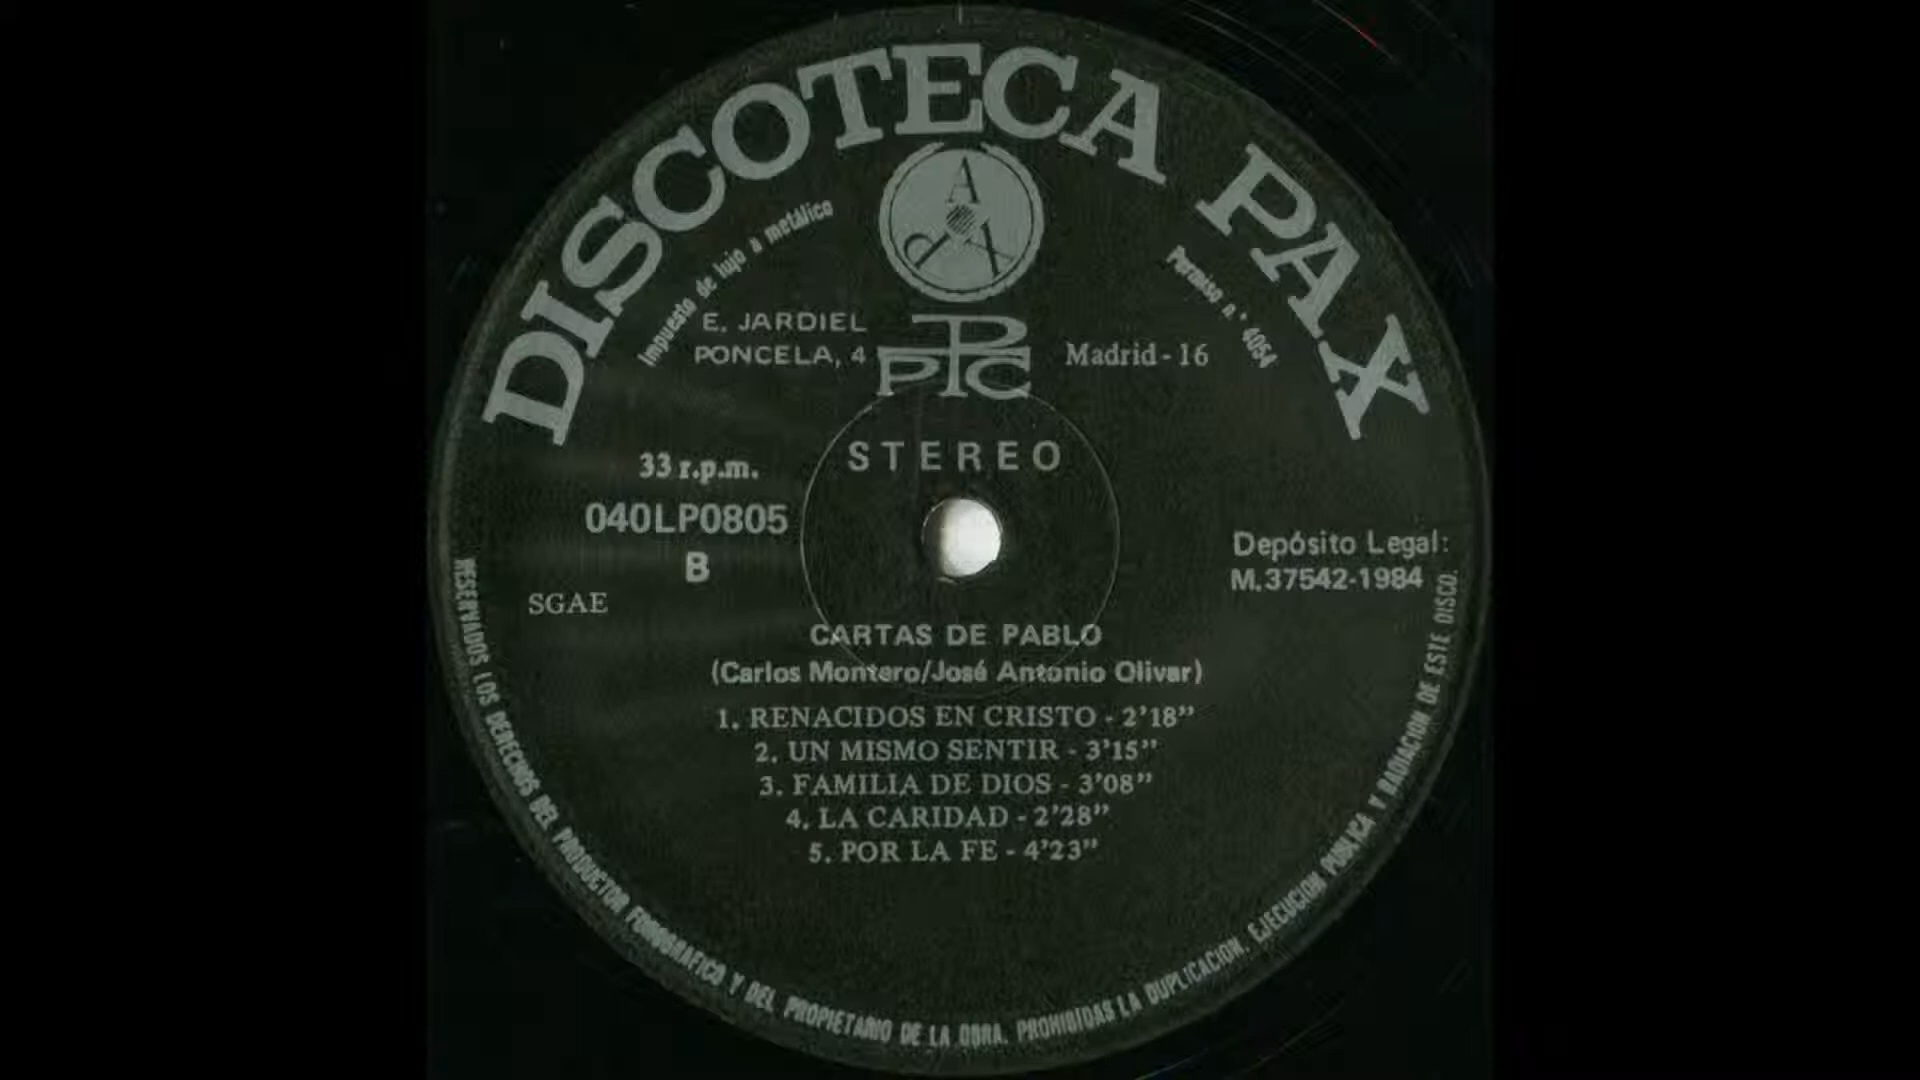 DISCOTECA PAX
Impuesto de lujo a metálico
Permiso n° 4054
A
P
X
E. JARDIEL
PONCELA, 4
PPC
Madrid - 16
STEREO
33 r.p.m.
040LP0805
B
SGAE
Depósito Legal:
M.37542-1984
CARTAS DE PABLO
(Carlos Montero/José Antonio Olivar)
1. RENACIDOS EN CRISTO - 2'18"
2. UN MISMO SENTIR - 3'15"
3. FAMILIA DE DIOS - 3'08"
4. LA CARIDAD - 2'28"
5. POR LA FE - 4'23"
RESERVADOS LOS DERECHOS DEL PRODUCTOR FONOGRAFICO Y DEL PROPIETARIO DE LA OBRA. PROHIBIDAS LA DUPLICACION, EJECUCION PUBLICA Y RADIACION DE ESTE DISCO.